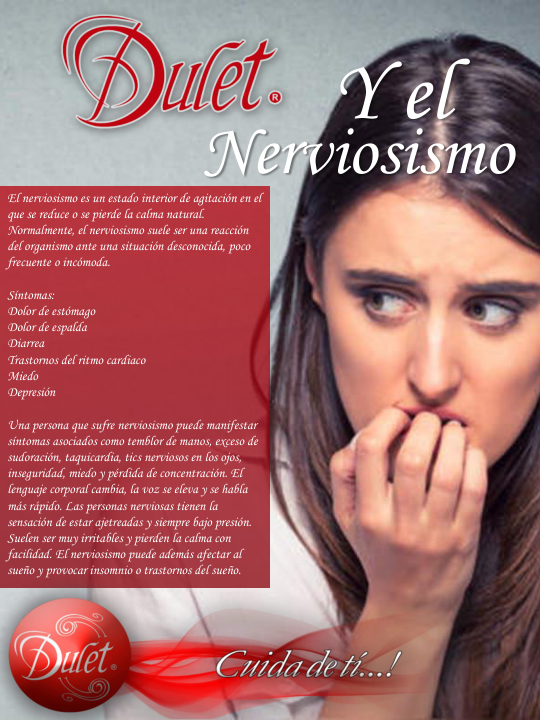 Dulet®
Y el
Nerviosismo
El nerviosismo es un estado interior de agitación en el
que se reduce o se pierde la calma natural.
Normalmente, el nerviosismo suele ser una reacción
del organismo ante una situación desconocida, poco
frecuente o incómoda.
Síntomas:
Dolor de estómago
Dolor de espalda
Diarrea
Trastornos del ritmo cardiaco
Miedo
Depresión
Una persona que sufre nerviosismo puede manifestar
síntomas asociados como temblor de manos, exceso de
sudoración, taquicardia, tics nerviosos en los ojos,
inseguridad, miedo y pérdida de concentración. El
lenguaje corporal cambia, la voz se eleva y se habla
más rápido. Las personas nerviosas tienen la
sensación de estar ajetreadas y siempre bajo presión.
Suelen ser muy irritables y pierden la calma con
facilidad. El nerviosismo puede además afectar al
sueño y provocar insomnio o trastornos del sueño.
Dulet®
Cuida de tí...!